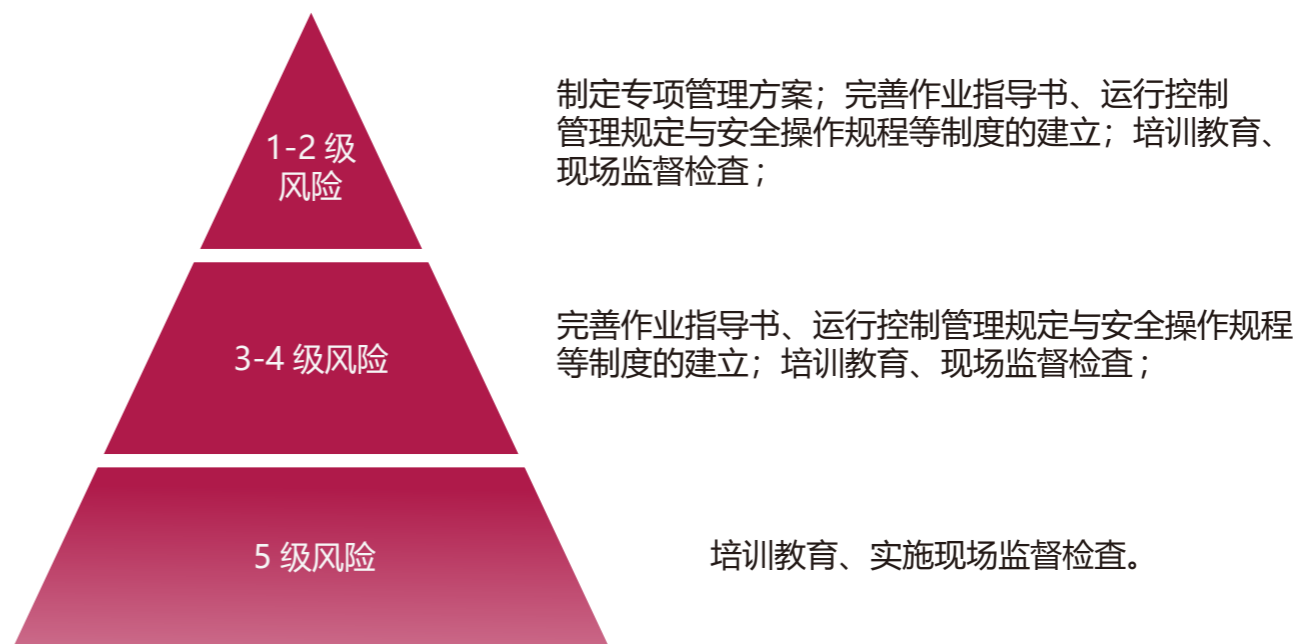 1-2 级
风险
制定专项管理方案；完善作业指导书、运行控制
管理规定与安全操作规程等制度的建立；培训教育、
现场监督检查；
3-4 级风险
完善作业指导书、运行控制管理规定与安全操作规程
等制度的建立；培训教育、现场监督检查；
5 级风险
培训教育、实施现场监督检查。